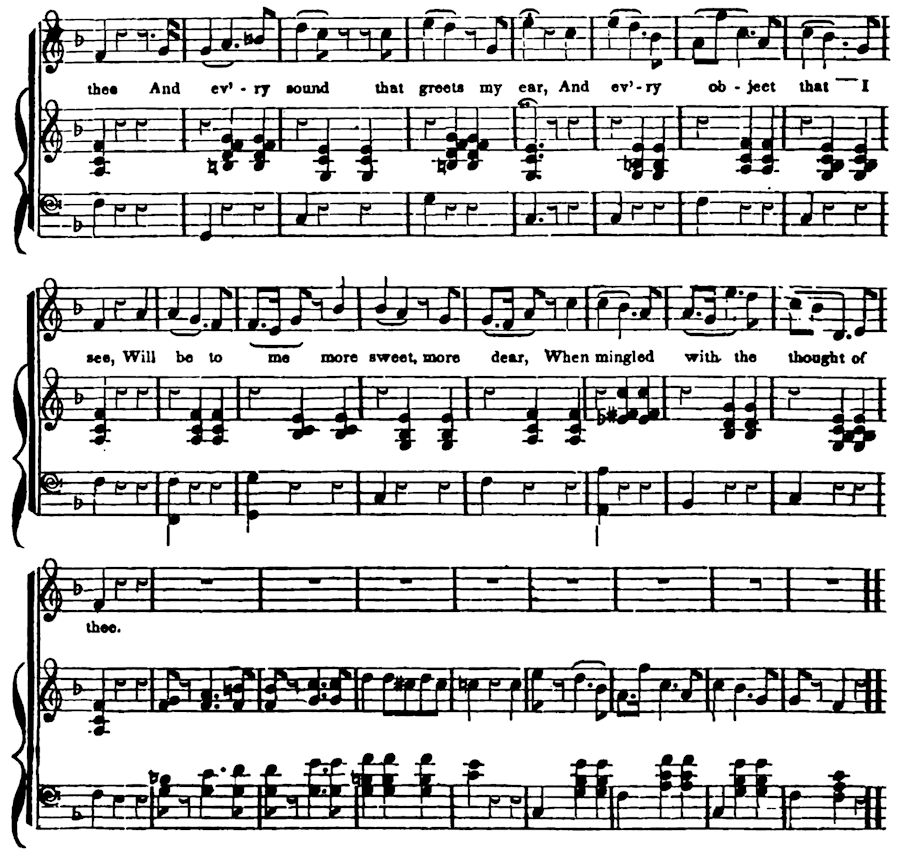 thee And ev'-ry sound that greets my ear, And ev'-ry ob-ject that I
see, Will be to me more sweet, more dear, When mingled with the thought of
thee.